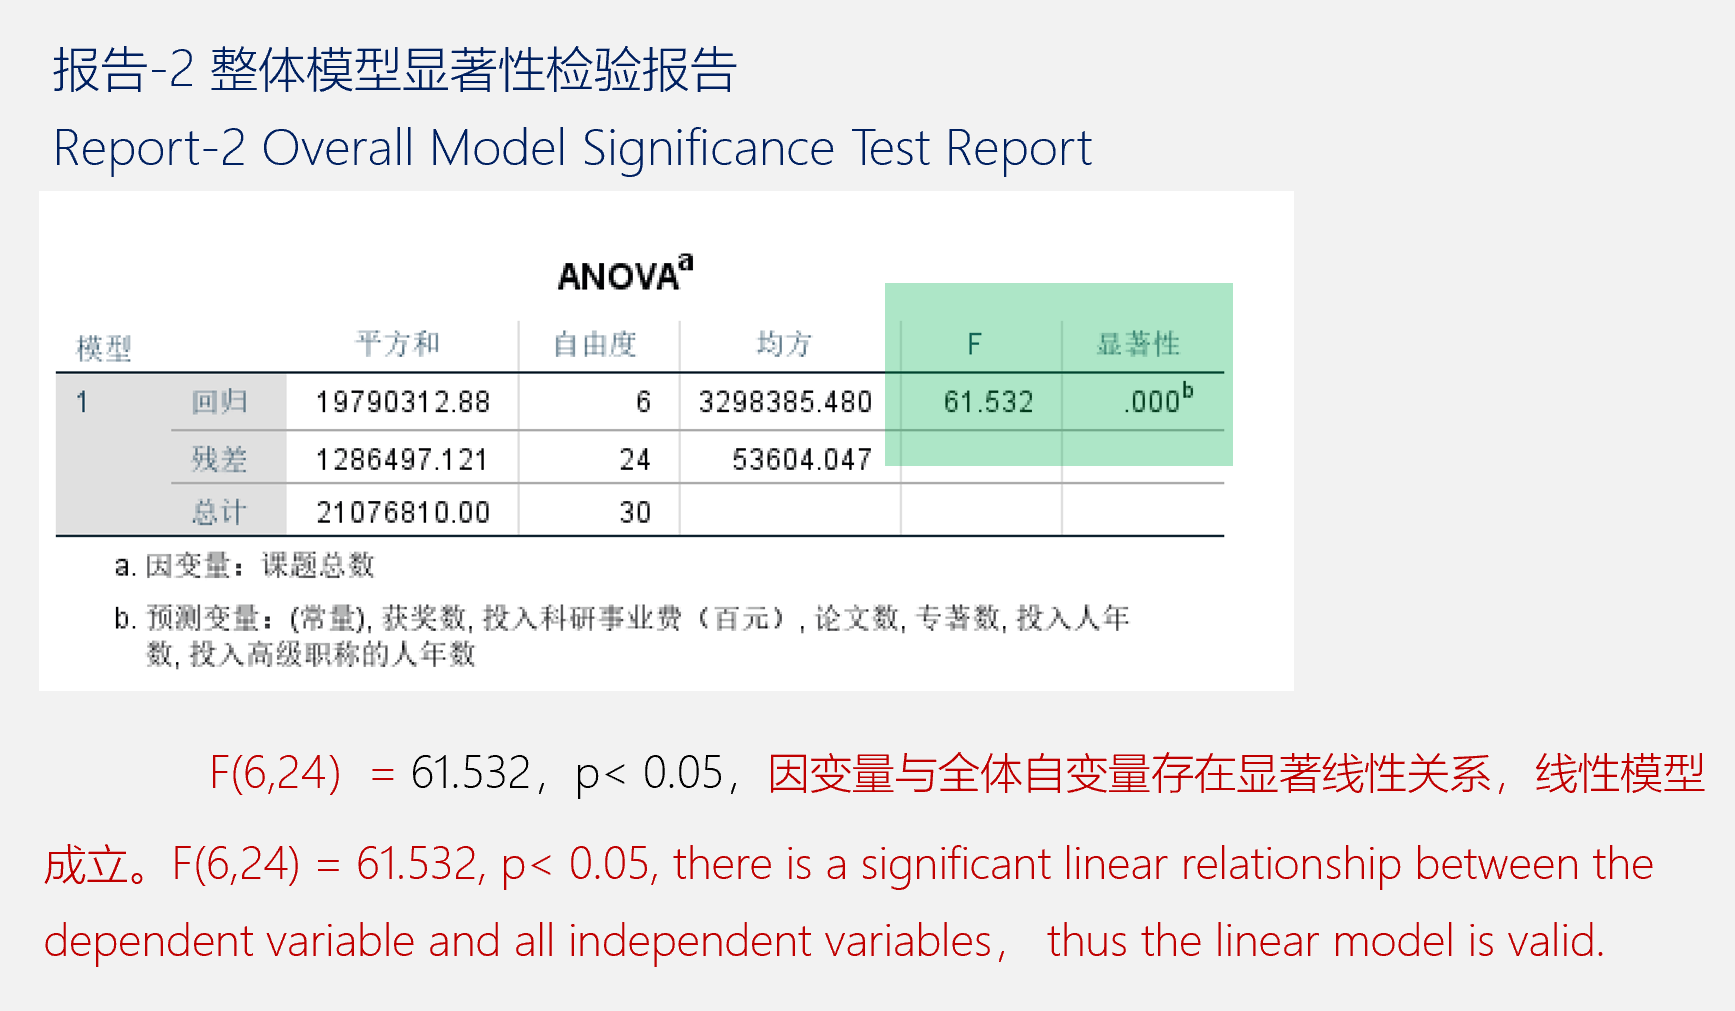 报告-2 整体模型显著性检验报告
Report-2 Overall Model Significance Test Report
ANOVAa
模型 平方和 自由度 均方 F 显著性
1 回归 19790312.88 6 3298385.480 61.532 .000b
残差 1286497.121 24 53604.047
总计 21076810.00 30
a. 因变量：课题总数
b. 预测变量：(常量), 获奖数, 投入科研事业费（百元）, 论文数, 专著数, 投入人年
数, 投入高级职称的人年数
F(6,24) = 61.532，p< 0.05，因变量与全体自变量存在显著线性关系，线性模型
成立。F(6,24) = 61.532, p< 0.05, there is a significant linear relationship between the
dependent variable and all independent variables， thus the linear model is valid.